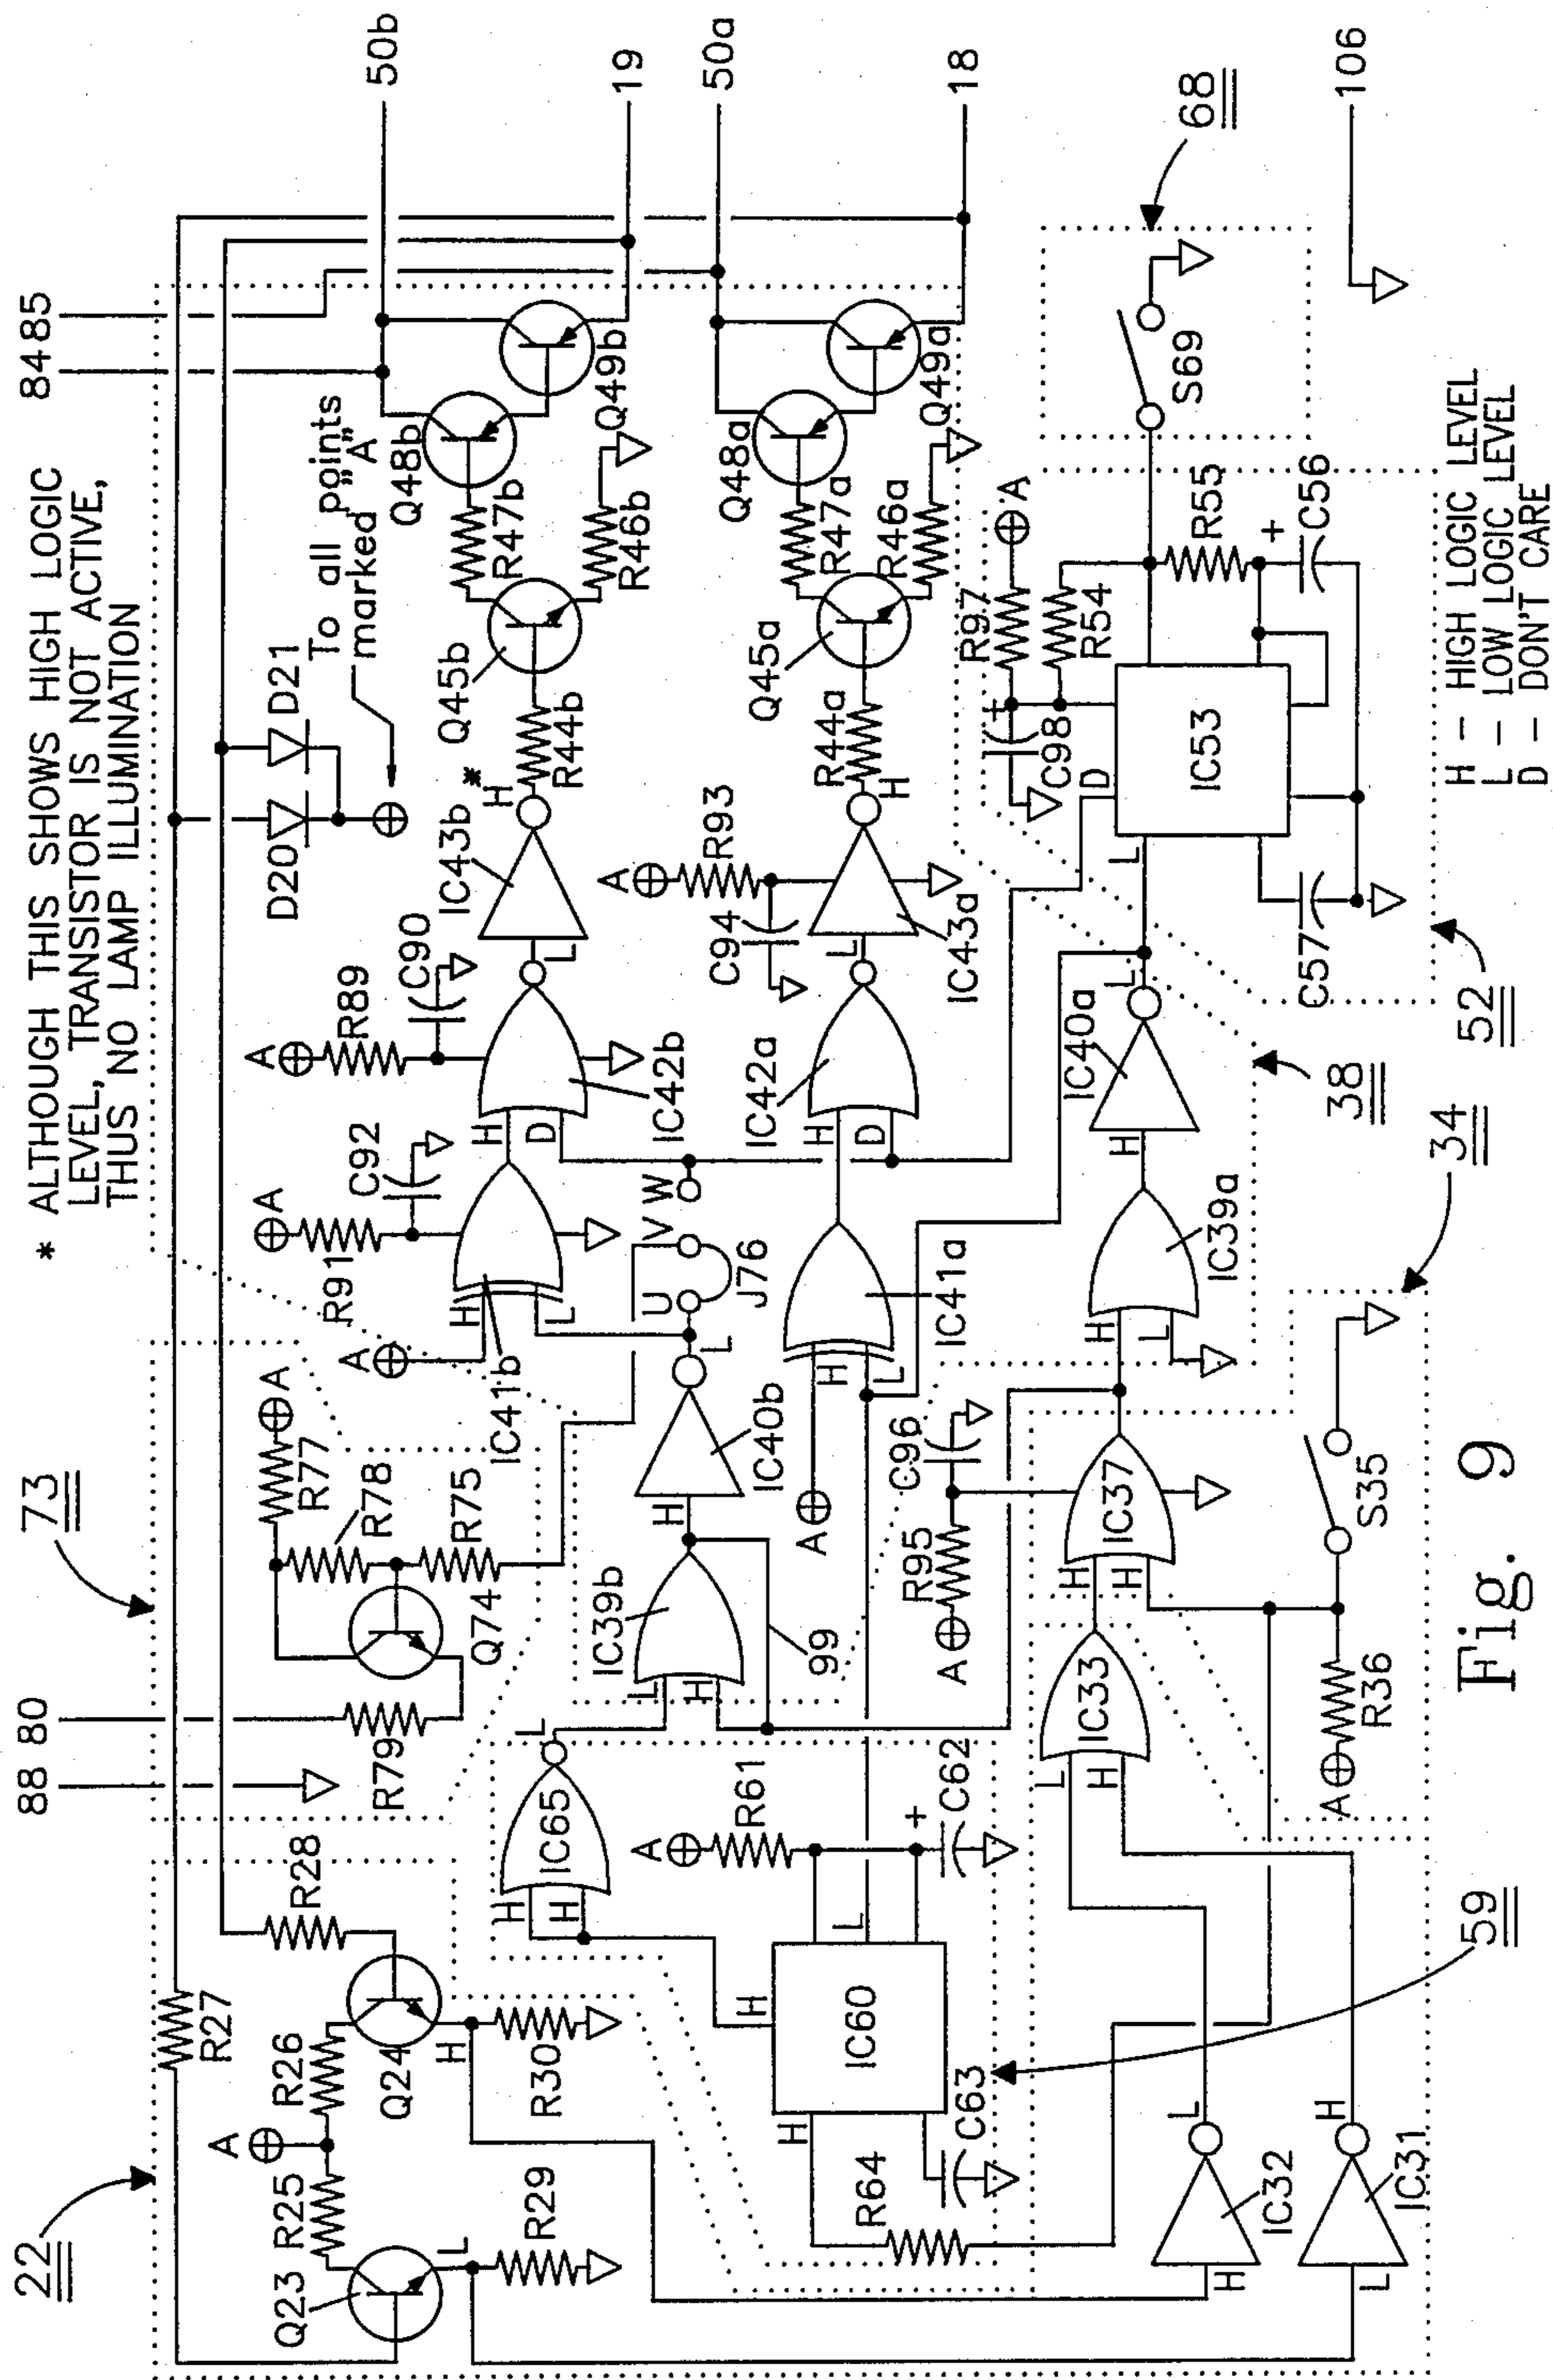 * ALTHOUGH THIS SHOWS HIGH LOGIC
LEVEL, TRANSISTOR IS NOT ACTIVE,
THUS NO LAMP ILLUMINATION
22
88 80
73
84 85
50b
19
50a
18
68
106
R27
R28
R26
R25
A
Q23
Q24
L
H
R29
R30
R79
Q74
R78
R77
A
R75
D20
D21
To all points
marked "A"
R91
A
C92
R89
A
C90
A
H
L
IC41b
H
D
IC42b
L
IC43b
H *
R44b
Q45b
R47b
R46b
Q48b
Q49b
IC65
H
H
L
IC39b
L
H
99
H
IC40b
L
U
V
W
J76
A
R61
C62
+
L
H
H
IC60
C63
R64
59
A
H
L
IC41a
H
D
IC42a
L
IC43a
H
A
R93
C94
R44a
Q45a
R47a
R46a
Q48a
Q49a
A
R95
C96
IC33
L
H
H
H
IC37
H
L
IC39a
H
IC40a
L
38
L
D
IC53
C57
C98
+
R97
A
R54
R55
+
C56
52
S69
H
IC32
L
L
IC31
H
A
R36
S35
34
H - HIGH LOGIC LEVEL
L - LOW LOGIC LEVEL
D - DON'T CARE
Fig. 9